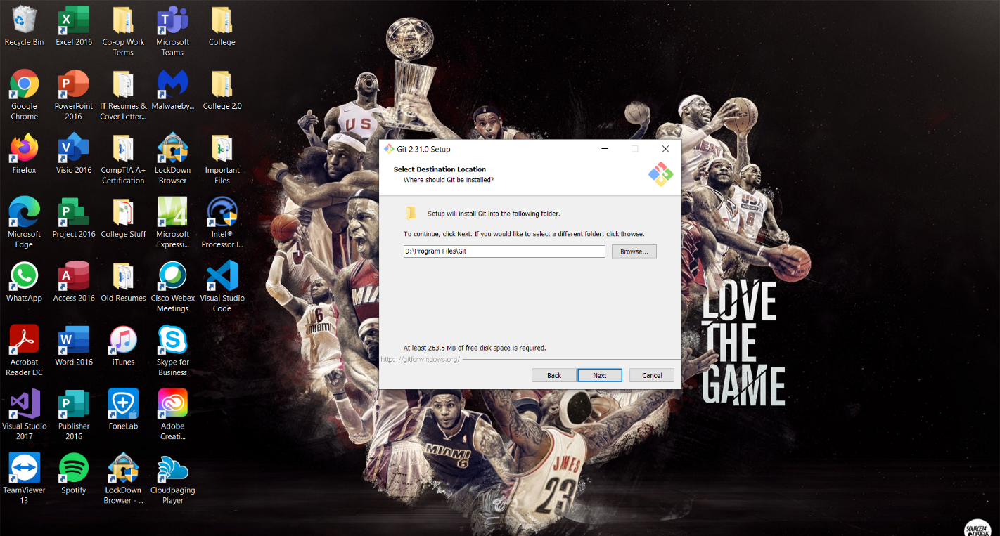 Recycle Bin
Excel 2016
Co-op Work
Terms
Microsoft
Teams
College
Google
Chrome
PowerPoint
2016
IT Resumes &
Cover Letter...
Malwareby...
College 2.0
Firefox
Visio 2016
CompTIA A+
Certification
LockDown
Browser
Important
Files
Microsoft
Edge
Project 2016
College Stuff
Microsoft
Expressi...
Intel®
Processor I...
WhatsApp
Access 2016
Old Resumes
Cisco Webex
Meetings
Visual Studio
Code
Acrobat
Reader DC
Word 2016
iTunes
Skype for
Business
Visual Studio
2017
Publisher
2016
FoneLab
Adobe
Creati...
TeamViewer
13
Spotify
LockDown
Browser - ...
Cloudpaging
Player
Git 2.31.0 Setup
Select Destination Location
Where should Git be installed?
Setup will install Git into the following folder.
To continue, click Next. If you would like to select a different folder, click Browse.
D:\Program Files\Git
Browse...
At least 263.5 MB of free disk space is required.
https://gitforwindows.org/
Back
Next
Cancel
US
HEAT
USA
6
MIAMI
6
MIAMI
MIAMI
6
JAMES
23
LOVE
THE
GAME
SOURCE24
DESIGNS